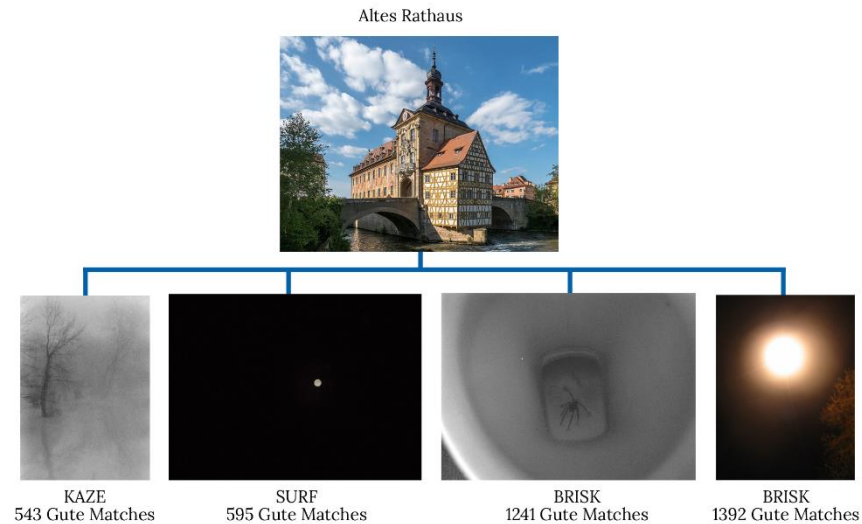 Altes Rathaus
KAZE
543 Gute Matches
SURF
595 Gute Matches
BRISK
1241 Gute Matches
BRISK
1392 Gute Matches